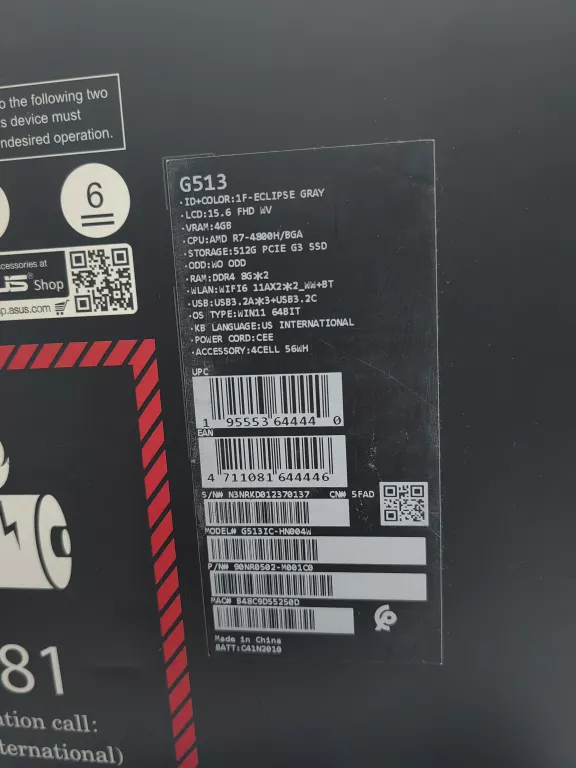 o the following two
s device must
ndesired operation.
6
ccessories at
US® Shop
p.asus.com
G513
·ID+COLOR:1F-ECLIPSE GRAY
·LCD:15.6 FHD WV
·VRAM:4GB
·CPU:AMD R7-4800H/BGA
·STORAGE:512G PCIE G3 SSD
·ODD:WO ODD
·RAM:DDR4 8G*2
·WLAN:WIFI6 11AX2*2_WW+BT
·USB:USB3.2A*3+USB3.2C
·OS TYPE:WIN11 64BIT
·KB LANGUAGE:US INTERNATIONAL
·POWER CORD:CEE
·ACCESSORY:4CELL 56WH
UPC
1 95553 64444 0
EAN
4 711081 644446
S/N# N3NRKD012370137 CN# 5FAD
MODEL# G513IC-HN004W
P/N# 90NR0502-M001C0
MAC# B48C9D55250D
Made in China
BATT:C41N2010
81
ation call:
ternational)